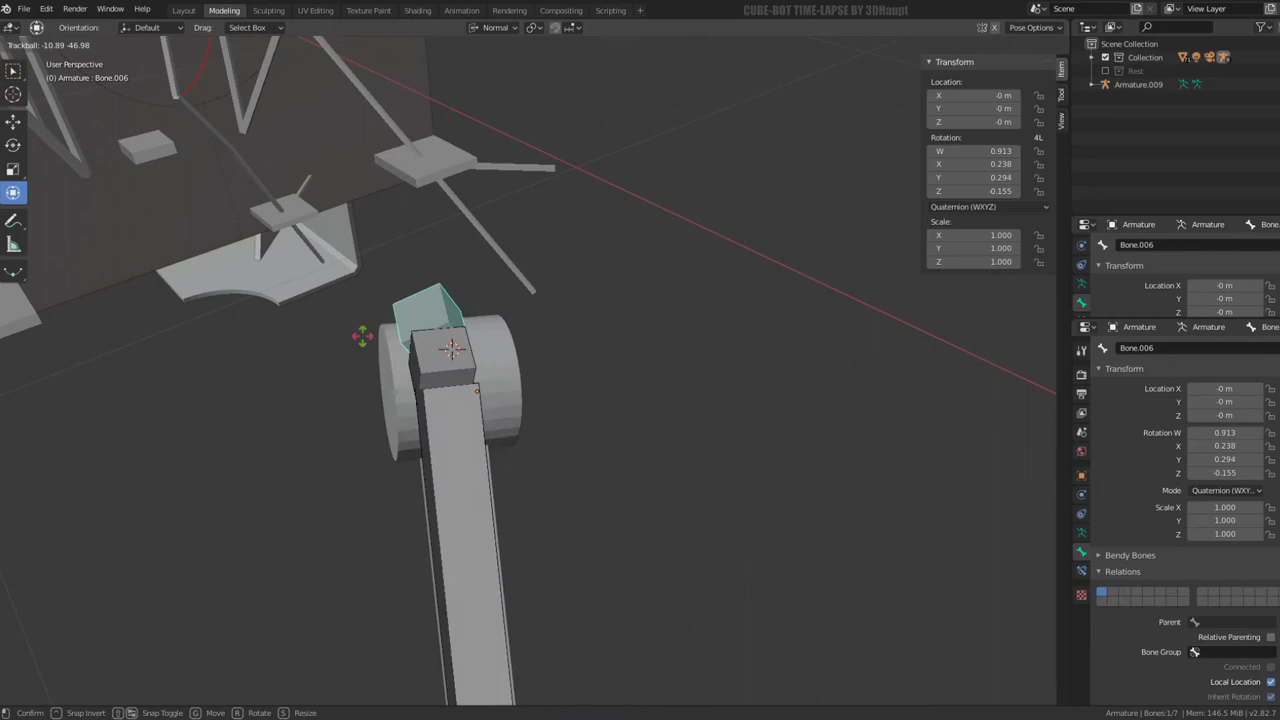 File Edit Render Window Help
Layout Modeling Sculpting UV Editing Texture Paint Shading Animation Rendering Compositing Scripting +
CUBE-BOT TIME-LAPSE BY 3DHaupt
Scene View Layer
Orientation: Default Drag: Select Box
Normal
Pose Options
Trackball: -10.89 -46.98
User Perspective
(0) Armature : Bone.006
Transform
Location:
X -0 m
Y -0 m
Z -0 m
Rotation: 4L
W 0.913
X 0.238
Y 0.294
Z -0.155
Quaternion (WXYZ)
Scale:
X 1.000
Y 1.000
Z 1.000
Item
Tool
View
Scene Collection
Collection
Rest
Armature.009
Armature Armature Bone.
Bone.006
Transform
Location X -0 m
Y -0 m
Armature Armature Bone.
Bone.006
Transform
Location X -0 m
Y -0 m
Z -0 m
Rotation W 0.913
X 0.238
Y 0.294
Z -0.155
Mode Quaternion (WXY..
Scale X 1.000
Y 1.000
Z 1.000
Bendy Bones
Relations
Parent
Relative Parenting
Bone Group
Connected
Local Location
Inherit Rotation
Confirm Snap Invert Snap Toggle G Move R Rotate S Resize
Armature | Bones:1/7 | Mem: 146.5 MiB | v2.82.7